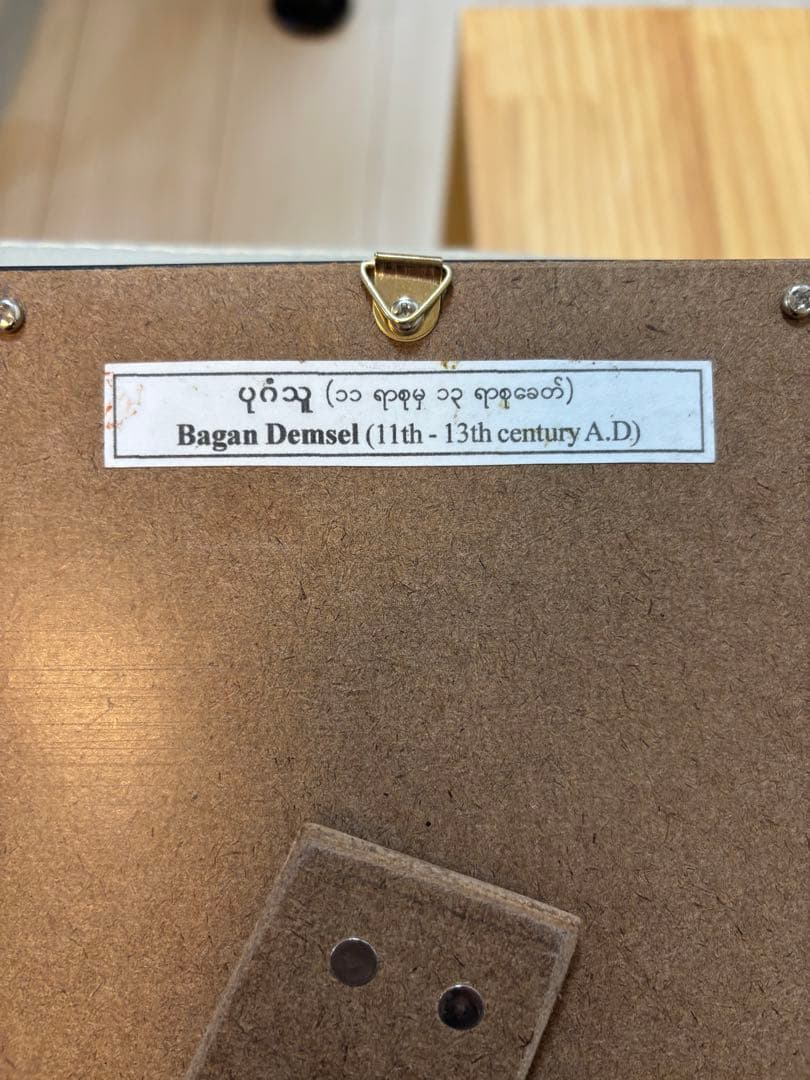 ပုဂံသူ (၁၁ ရာစုမှ ၁၃ ရာစုခေတ်)
Bagan Demsel (11th - 13th century A.D.)